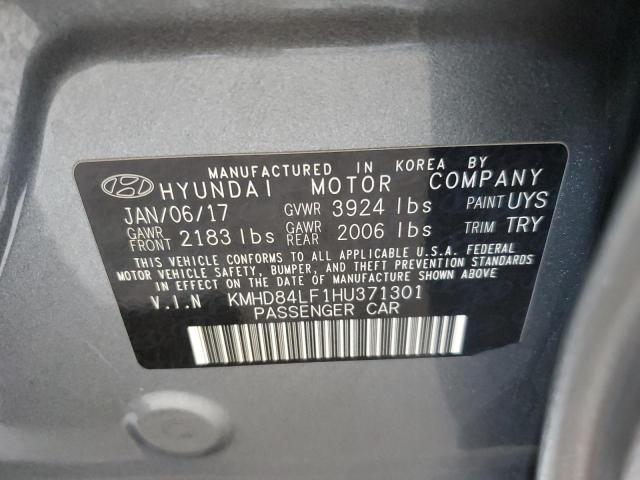 MANUFACTURED IN KOREA BY
HYUNDAI MOTOR COMPANY
JAN/06/17 GVWR 3924 lbs PAINT UYS
GAWR FRONT 2183 lbs GAWR REAR 2006 lbs TRIM TRY
THIS VEHICLE CONFORMS TO ALL APPLICABLE U.S.A. FEDERAL
MOTOR VEHICLE SAFETY, BUMPER, AND THEFT PREVENTION STANDARDS
IN EFFECT ON THE DATE OF MANUFACTURE SHOWN ABOVE
V.I.N KMHD84LF1HU371301
PASSENGER CAR